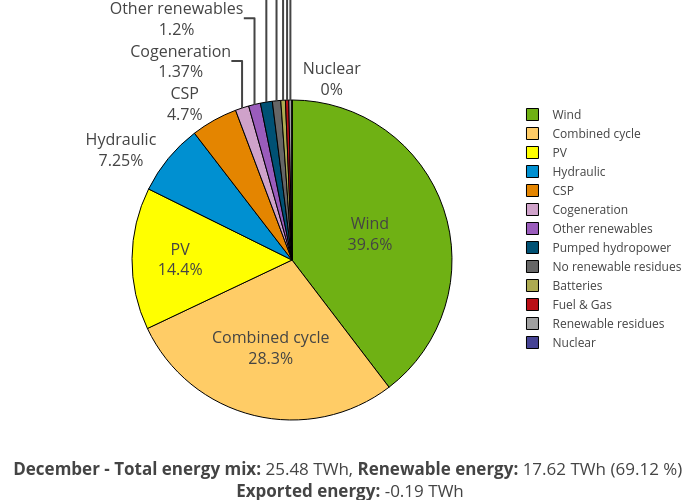 Other renewables
1.2%
Cogeneration
1.37%
CSP
4.7%
Hydraulic
7.25%
Nuclear
0%
Wind
39.6%
PV
14.4%
Combined cycle
28.3%
Wind
Combined cycle
PV
Hydraulic
CSP
Cogeneration
Other renewables
Pumped hydropower
No renewable residues
Batteries
Fuel & Gas
Renewable residues
Nuclear
December - Total energy mix: 25.48 TWh, Renewable energy: 17.62 TWh (69.12 %)
Exported energy: -0.19 TWh